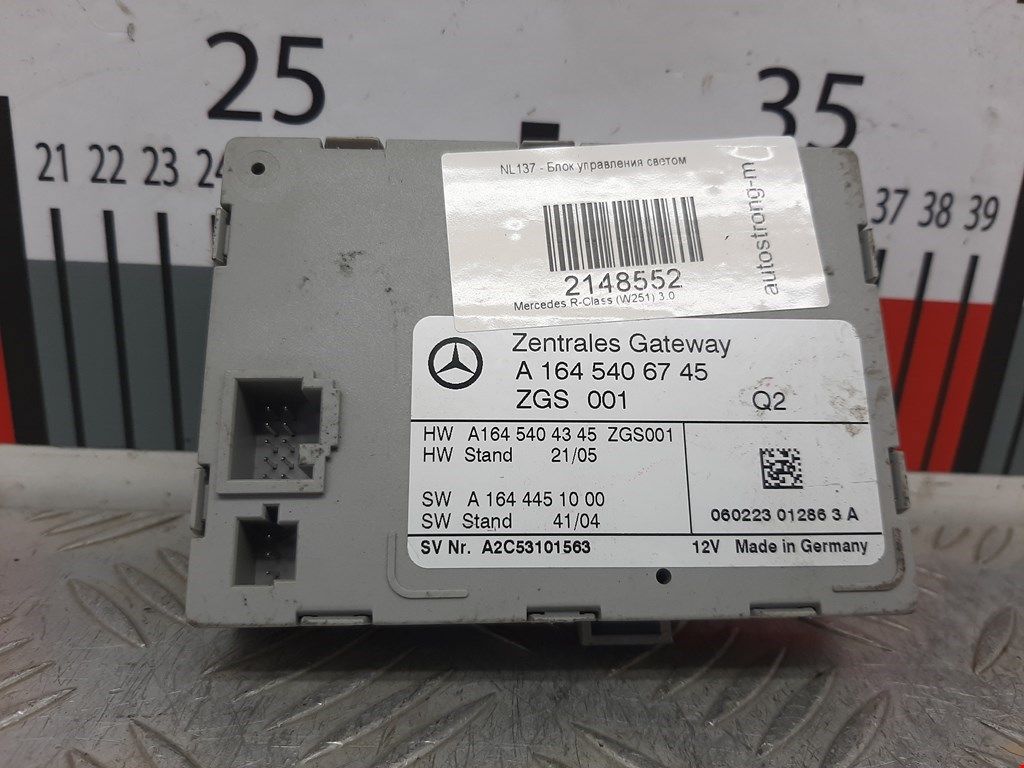 25
35
21 22 23 24
37 38 39
NL137 - Блок управления светом
2148552
Mercedes R-Class (W251) 3.0
autostrong-m
Zentrales Gateway
A 164 540 67 45
ZGS 001 Q2
HW A164 540 43 45 ZGS001
HW Stand 21/05
SW A 164 445 10 00
SW Stand 41/04
060223 01286 3 A
SV Nr. A2C53101563 12V Made in Germany